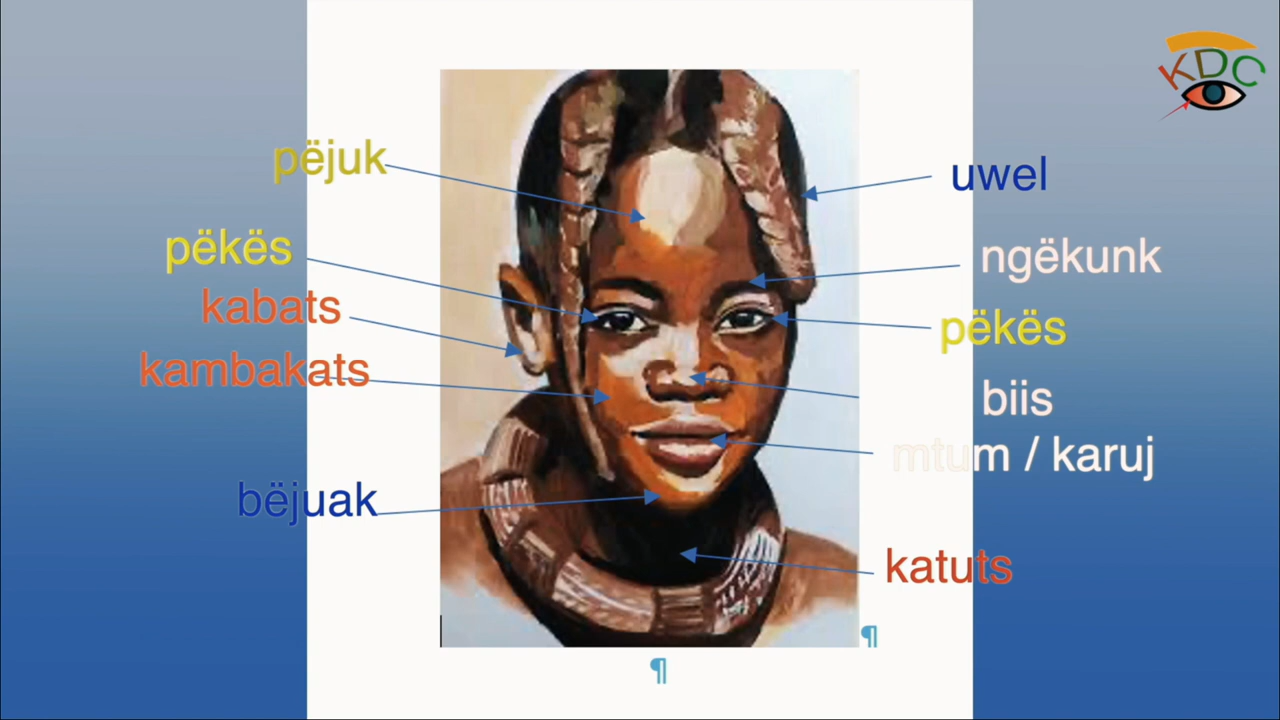 KDC
pëjuk
uwel
pëkës
ngëkunk
kabats
pëkës
kambakats
biis
mtum / karuj
bëjuak
katuts
¶
¶